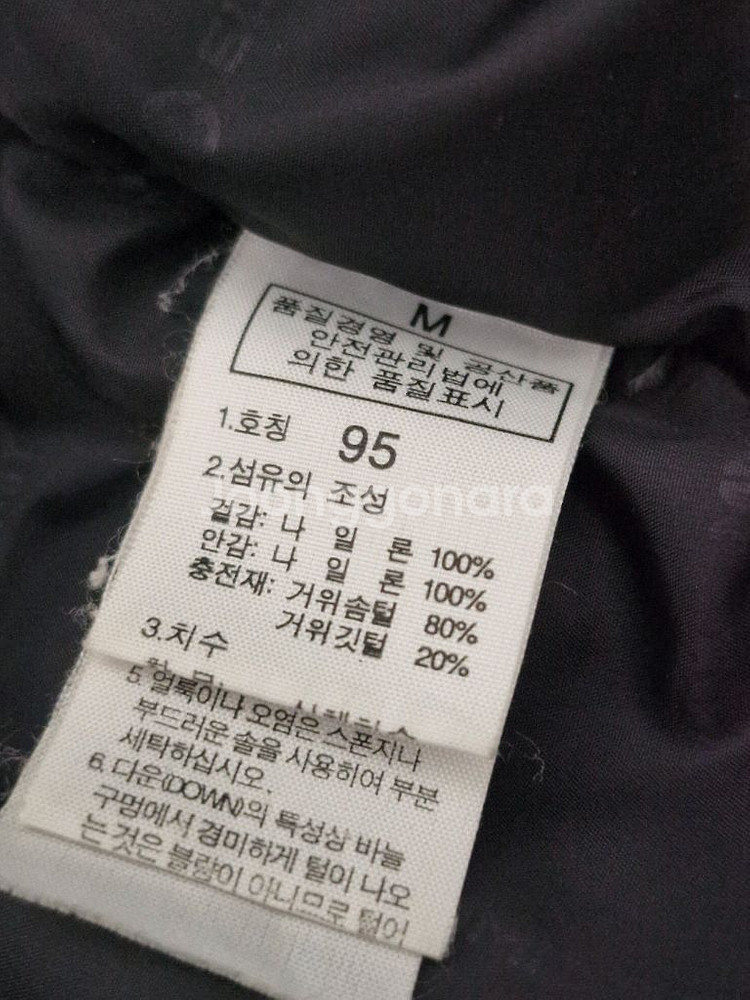 M
품질경영 및 공산품
안전관리법에
의한 품질표시
1.호칭 95
2.섬유의 조성
겉감: 나 일 론 100%
안감: 나 일 론 100%
충전재: 거위솜털 80%
거위깃털 20%
3.치수
5. 얼룩이나 오염은 스폰지나
부드러운 솔을 사용하여 부분
세탁하십시오.
6. 다운(DOWN)의 특성상 바늘
구멍에서 경미하게 털이 나오
는 것은 불량이 아니므로 털이